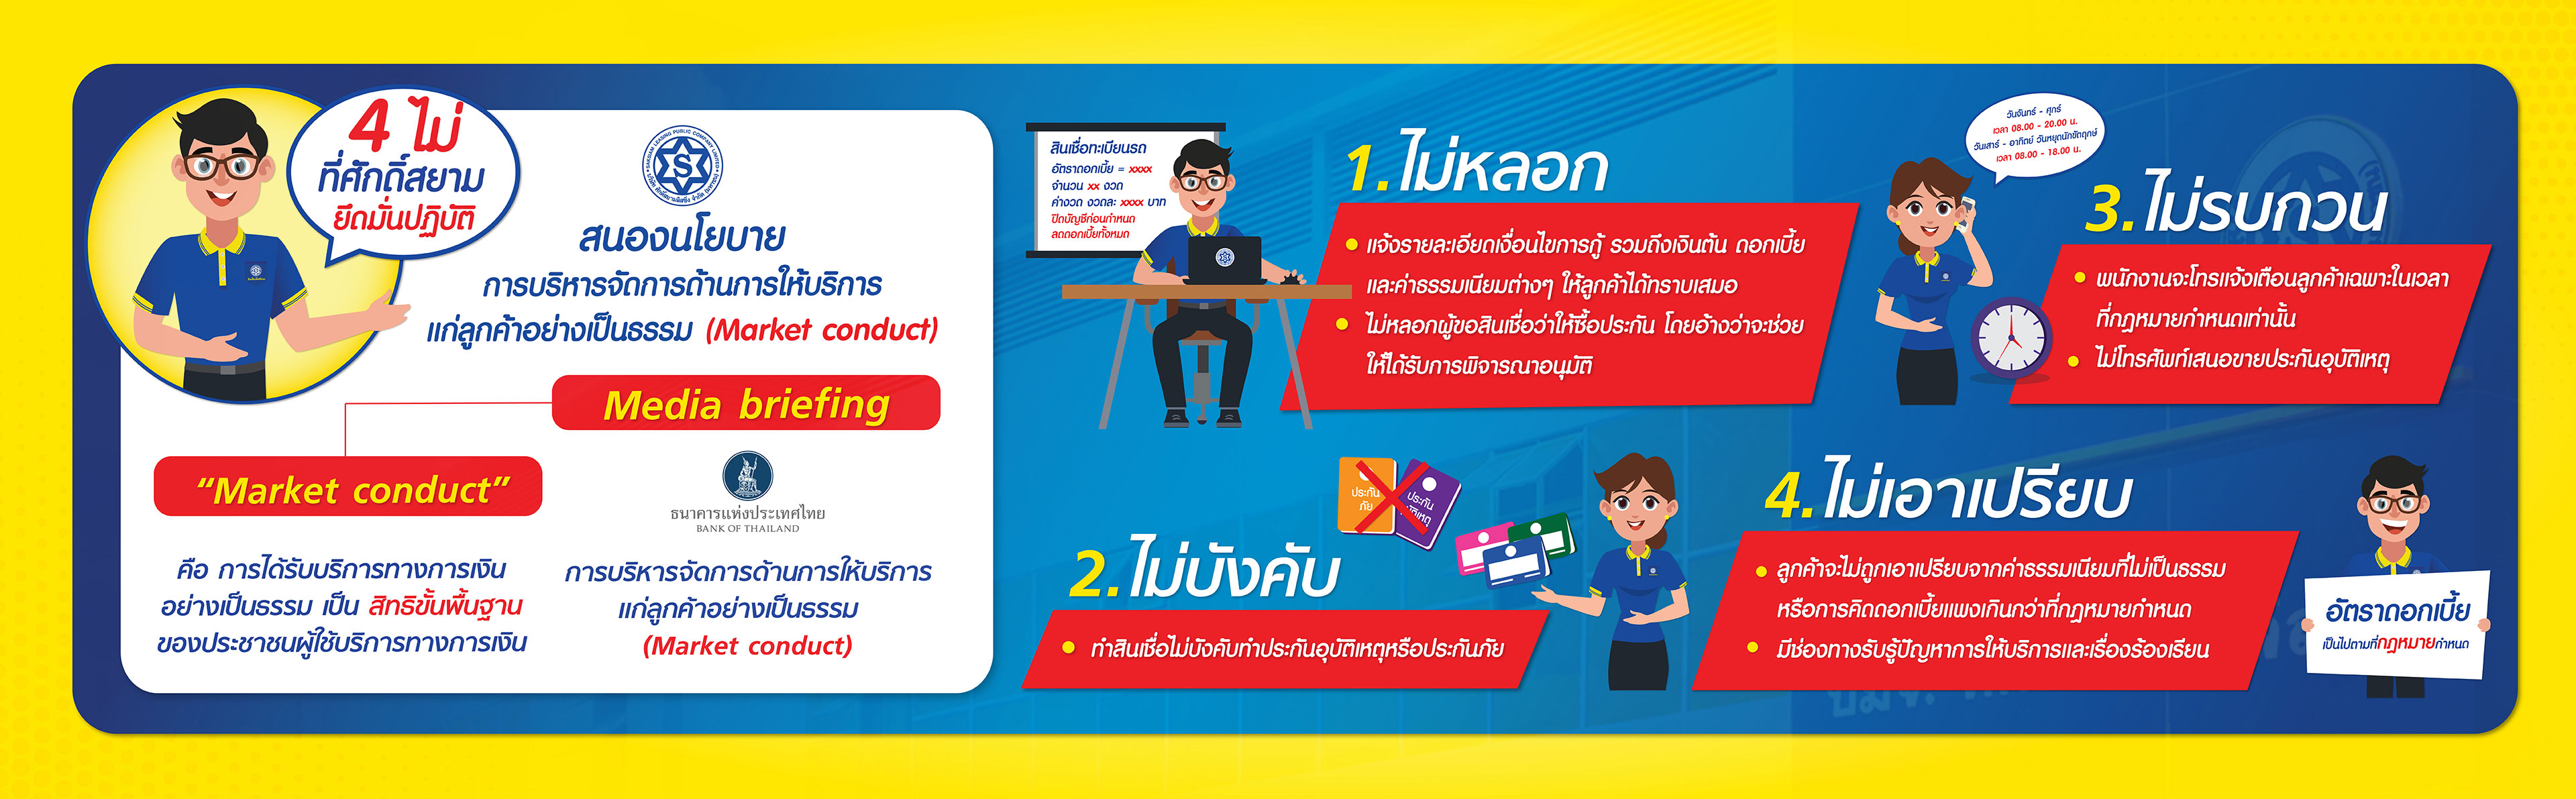 4 ไม่
ที่ศักดิ์สยาม
ยึดมั่นปฏิบัติ
SAKSIAM LEASING PUBLIC COMPANY LIMITED
บริษัท ศักดิ์สยามลิสซิ่ง จำกัด (มหาชน)
S
สนองนโยบาย
การบริหารจัดการด้านการให้บริการ
แก่ลูกค้าอย่างเป็นธรรม (Market conduct)
Media briefing
“Market conduct”
คือ การได้รับบริการทางการเงิน
อย่างเป็นธรรม เป็น สิทธิขั้นพื้นฐาน
ของประชาชนผู้ใช้บริการทางการเงิน
ธนาคารแห่งประเทศไทย
BANK OF THAILAND
การบริหารจัดการด้านการให้บริการ
แก่ลูกค้าอย่างเป็นธรรม
(Market conduct)
สินเชื่อทะเบียนรถ
อัตราดอกเบี้ย = xxxx
จำนวน xx งวด
ค่างวด งวดละ xxxx บาท
ปิดบัญชีก่อนกำหนด
ลดดอกเบี้ยทั้งหมด
1.ไม่หลอก
• แจ้งรายละเอียดเงื่อนไขการกู้ รวมถึงเงินต้น ดอกเบี้ย
และค่าธรรมเนียมต่างๆ ให้ลูกค้าได้ทราบเสมอ
• ไม่หลอกผู้ขอสินเชื่อว่าให้ซื้อประกัน โดยอ้างว่าจะช่วย
ให้ได้รับการพิจารณาอนุมัติ
2.ไม่บังคับ
• ทำสินเชื่อไม่บังคับทำประกันอุบัติเหตุหรือประกันภัย
ประกัน
ภัย
ประกัน
วันจันทร์ - ศุกร์
เวลา 08.00 - 20.00 น.
วันเสาร์ - อาทิตย์ วันหยุดนักขัตฤกษ์
เวลา 08.00 - 18.00 น.
3.ไม่รบกวน
• พนักงานจะโทรแจ้งเตือนลูกค้าเฉพาะในเวลา
ที่กฎหมายกำหนดเท่านั้น
• ไม่โทรศัพท์เสนอขายประกันอุบัติเหตุ
4.ไม่เอาเปรียบ
• ลูกค้าจะไม่ถูกเอาเปรียบจากค่าธรรมเนียมที่ไม่เป็นธรรม
หรือการคิดดอกเบี้ยแพงเกินกว่าที่กฎหมายกำหนด
• มีช่องทางรับรู้ปัญหาการให้บริการและเรื่องร้องเรียน
อัตราดอกเบี้ย
เป็นไปตามที่กฎหมายกำหนด